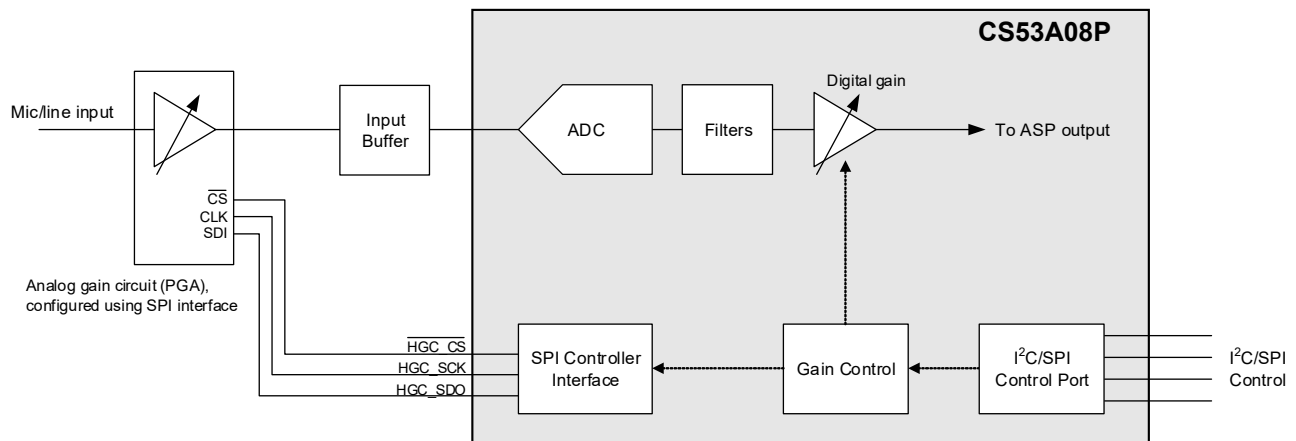 CS53A08P
Digital gain
Mic/line input
Input
Buffer
ADC
Filters
To ASP output
CS
CLK
SDI
Analog gain circuit (PGA),
configured using SPI interface
HGC_CS
HGC_SCK
HGC_SDO
SPI Controller
Interface
Gain Control
I²C/SPI
Control Port
I²C/SPI
Control